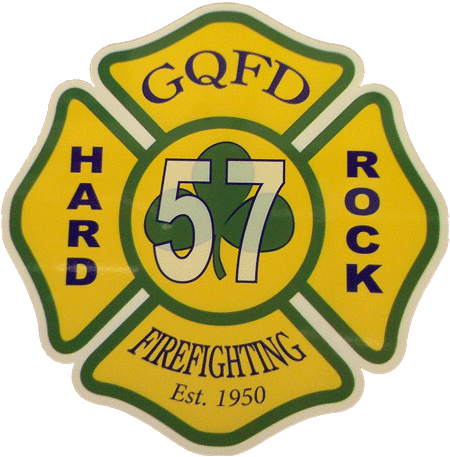 GQFD
HARD
57
ROCK
FIREFIGHTING
Est. 1950